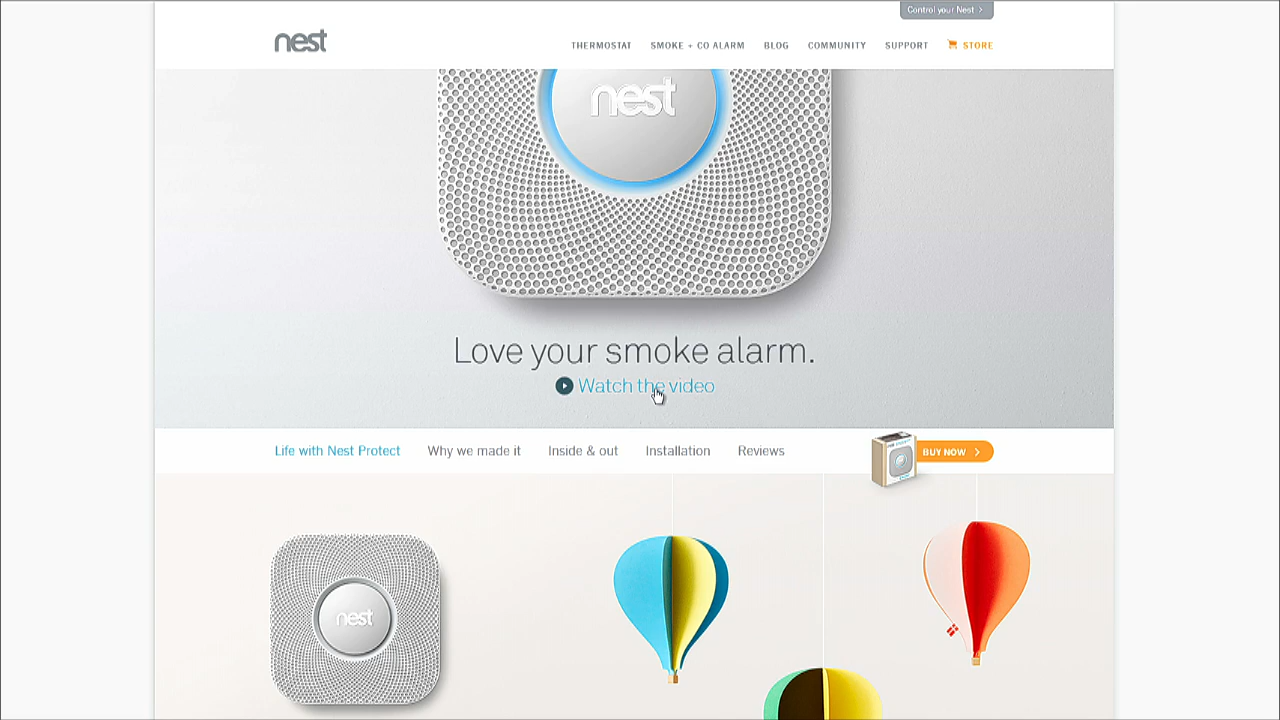 Control your Nest >
nest
THERMOSTAT SMOKE + CO ALARM BLOG COMMUNITY SUPPORT STORE
nest
Love your smoke alarm.
Watch the video
Life with Nest Protect Why we made it Inside & out Installation Reviews BUY NOW >
nest